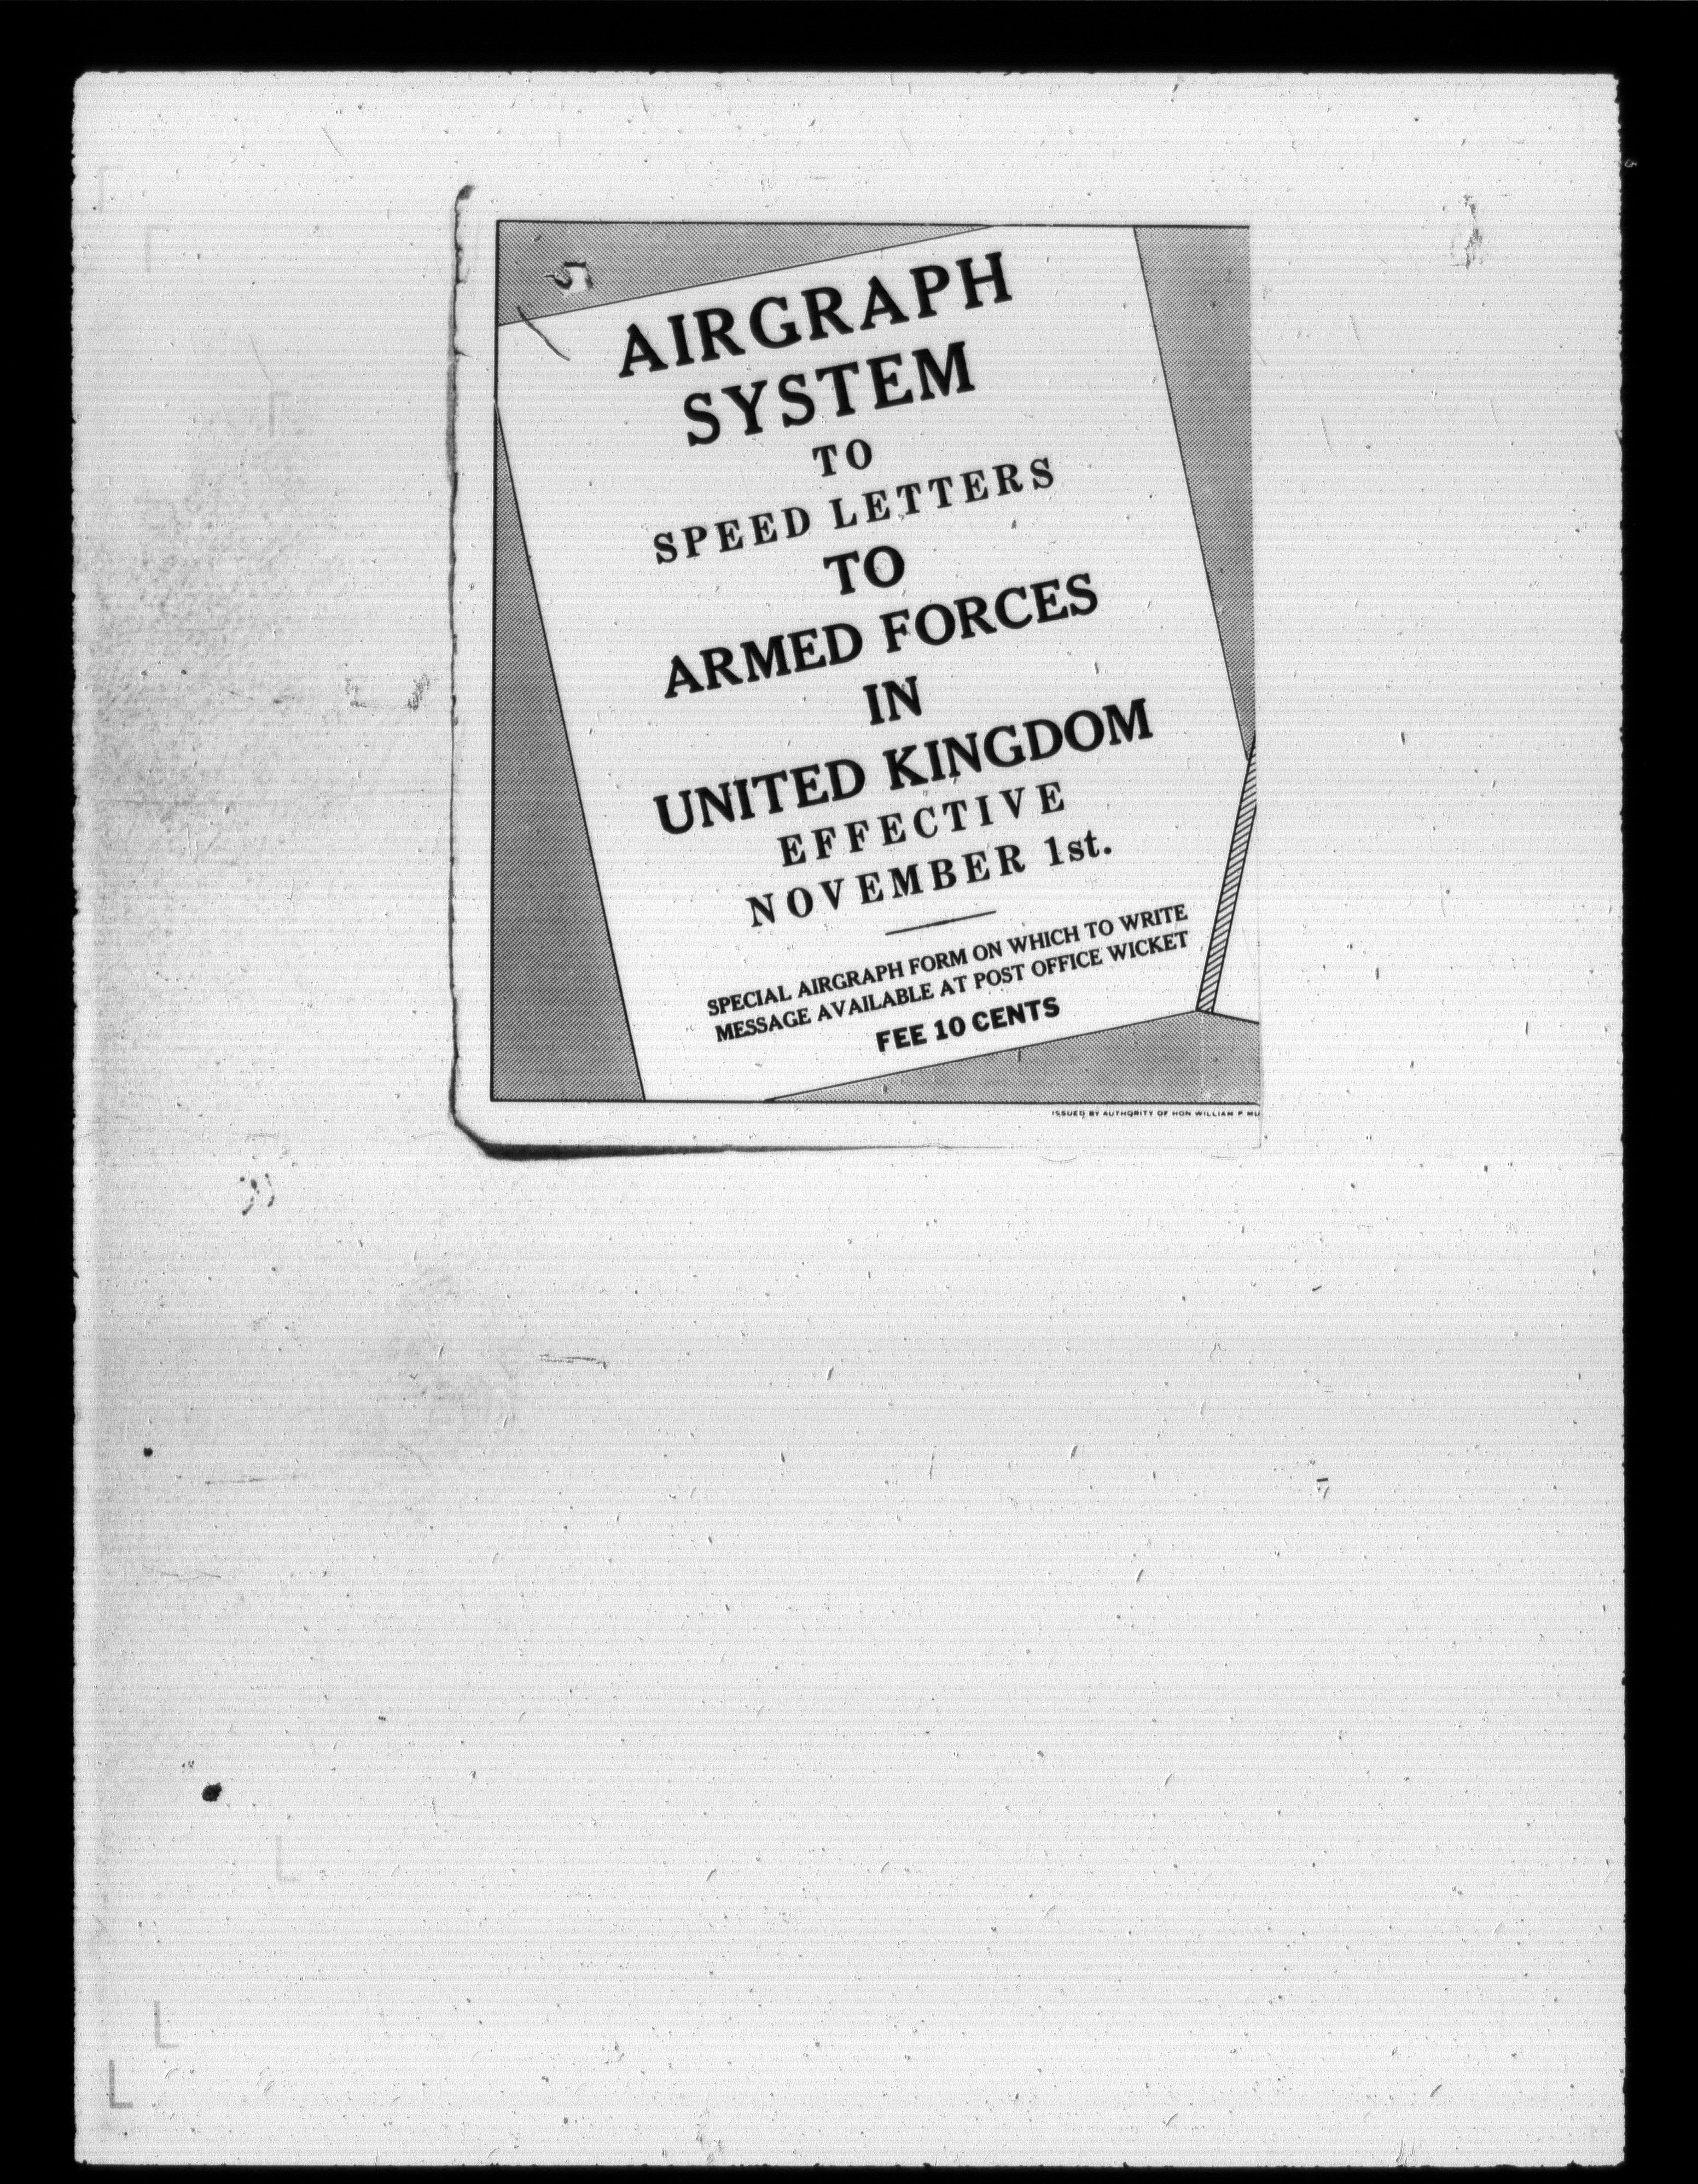 AIRGRAPH
SYSTEM
TO
SPEED LETTERS
TO
ARMED FORCES
IN
UNITED KINGDOM
EFFECTIVE
NOVEMBER 1st.
SPECIAL AIRGRAPH FORM ON WHICH TO WRITE
MESSAGE AVAILABLE AT POST OFFICE WICKET
FEE 10 CENTS
ISSUED BY AUTHORITY OF HON WILLIAM P MU